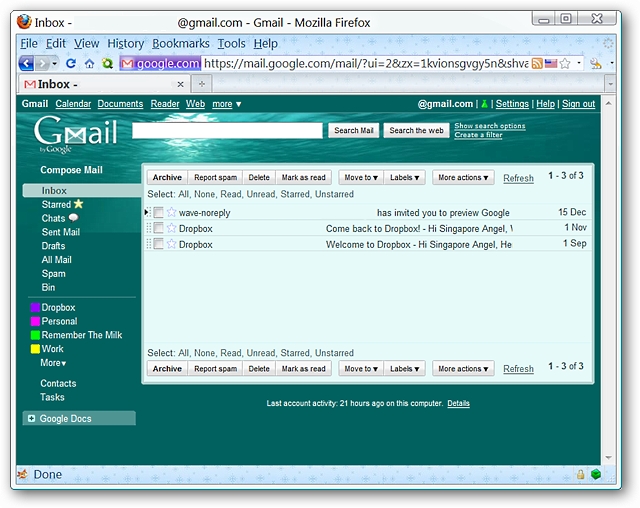 Inbox - @gmail.com - Gmail - Mozilla Firefox
File Edit View History Bookmarks Tools Help
google.com https://mail.google.com/mail/?ui=2&zx=1kvionsgvgy5n&shva
Inbox -
Gmail Calendar Documents Reader Web more ▼ @gmail.com | Settings | Help | Sign out
Gmail by Google Search Mail Search the web Show search options
Create a filter
Compose Mail
Inbox
Starred
Chats
Sent Mail
Drafts
All Mail
Spam
Bin
Dropbox
Personal
Remember The Milk
Work
More▾
Contacts
Tasks
Google Docs
Archive Report spam Delete Mark as read Move to ▼ Labels ▼ More actions ▼ Refresh 1 - 3 of 3
Select: All, None, Read, Unread, Starred, Unstarred
wave-noreply has invited you to preview Google 15 Dec
Dropbox Come back to Dropbox! - Hi Singapore Angel, 1 Nov
Dropbox Welcome to Dropbox - Hi Singapore Angel, He 1 Sep
Select: All, None, Read, Unread, Starred, Unstarred
Archive Report spam Delete Mark as read Move to ▼ Labels ▼ More actions ▼ Refresh 1 - 3 of 3
Last account activity: 21 hours ago on this computer. Details
Done